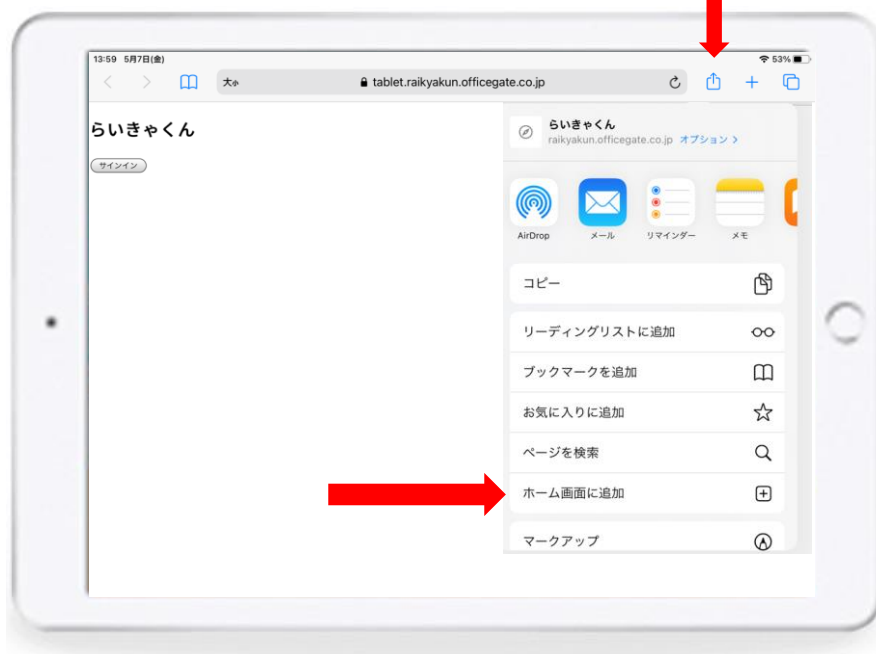 13:59 5月7日(金)
53%
大小
tablet.raikyakun.officegate.co.jp
らいきゃくん
サインイン
らいきゃくん
raikyakun.officegate.co.jp オプション
AirDrop
メール
リマインダー
メモ
コピー
リーディングリストに追加
ブックマークを追加
お気に入りに追加
ページを検索
ホーム画面に追加
マークアップ